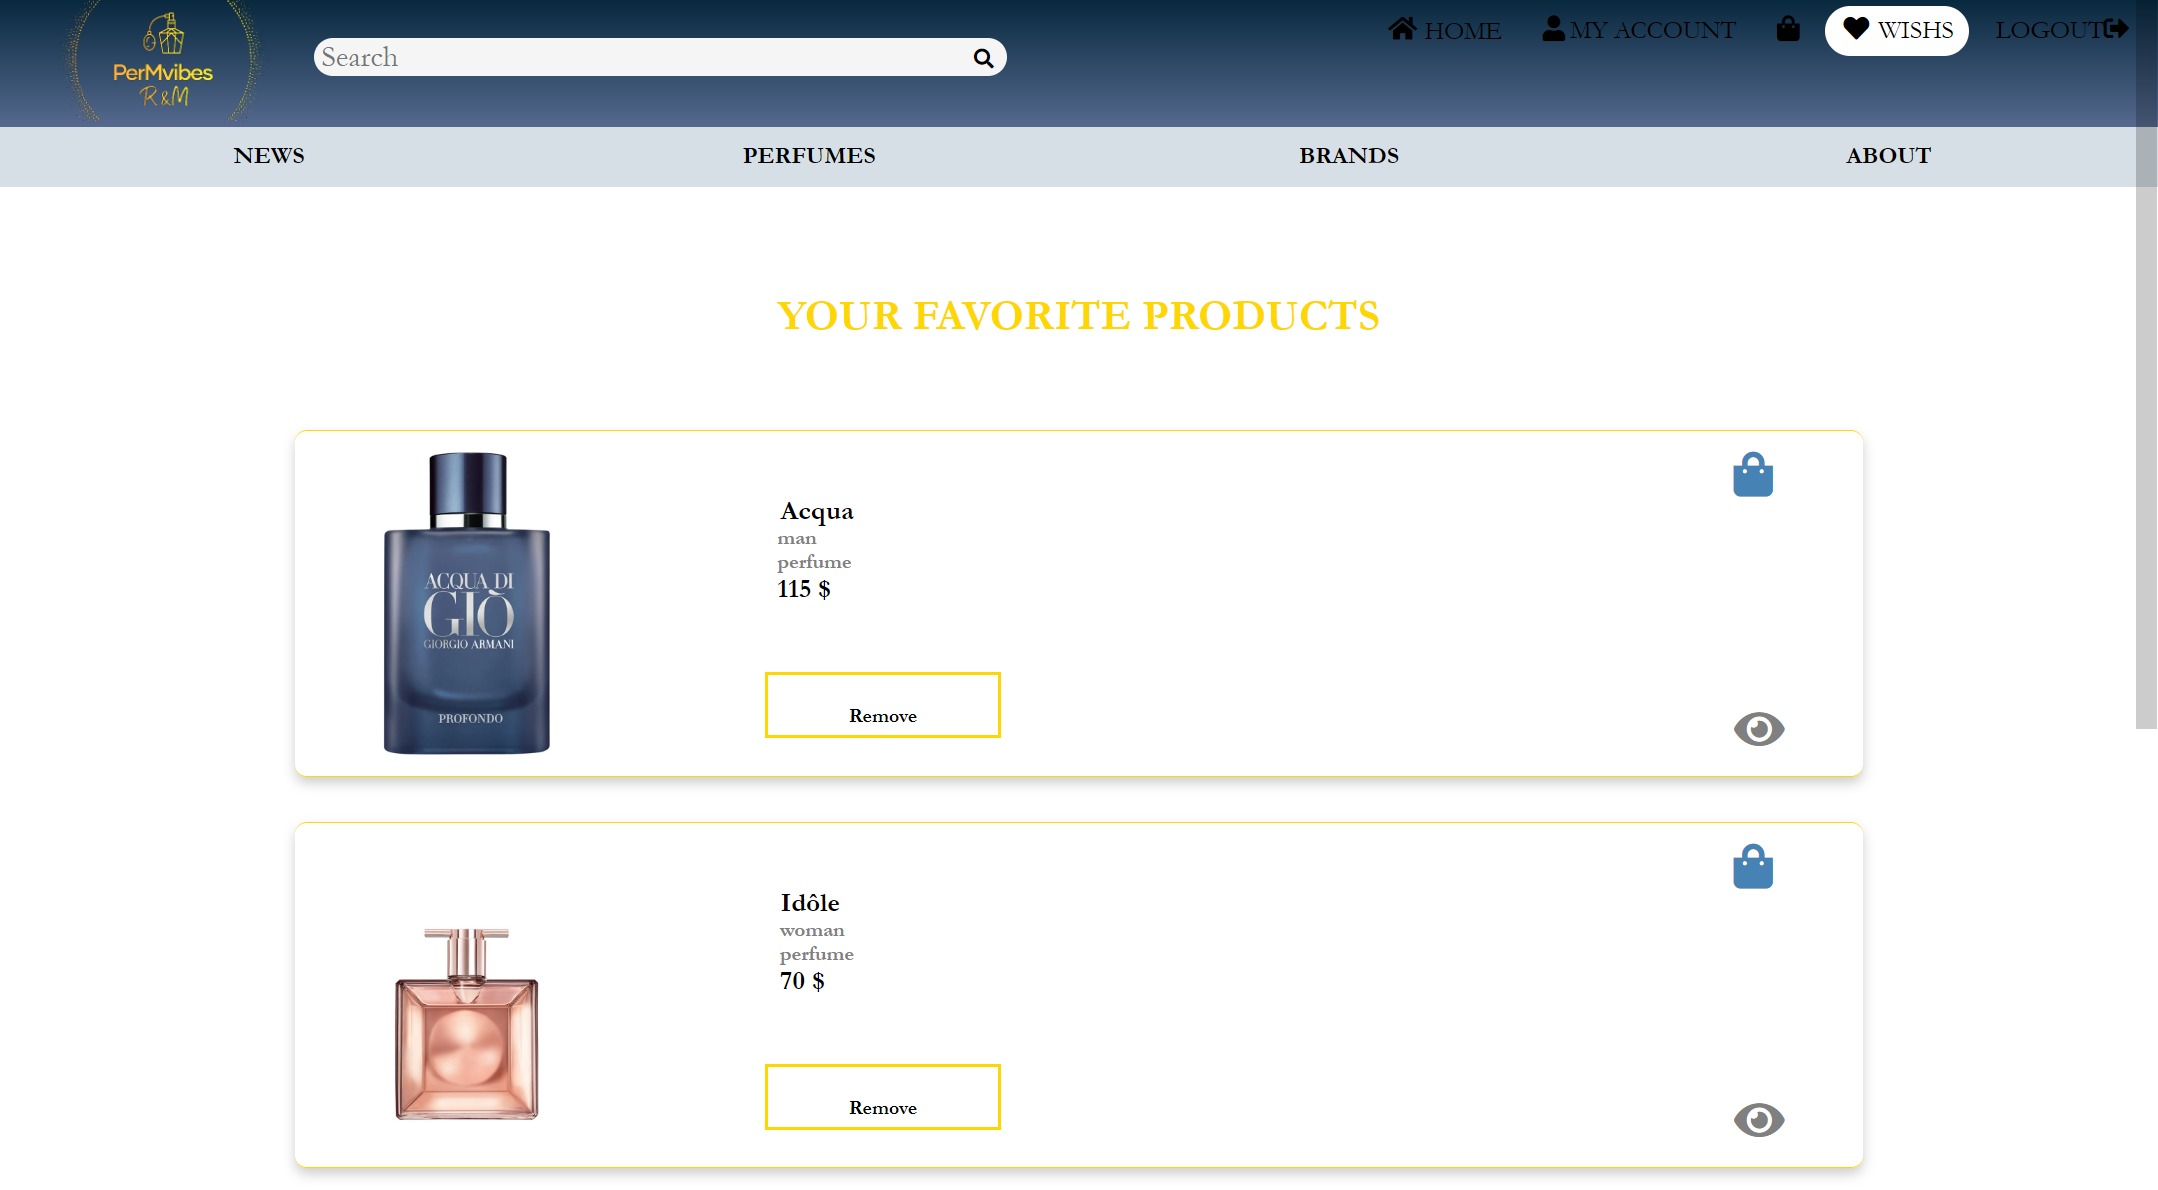 PerMvibes
R &M
Search
HOME
MY ACCOUNT
WISHS
LOGOUT
NEWS
PERFUMES
BRANDS
ABOUT
YOUR FAVORITE PRODUCTS
ACQUA DI
GIÒ
GIORGIO ARMANI
PROFONDO
Acqua
man
perfume
115 $
Remove
Idôle
woman
perfume
70 $
Remove